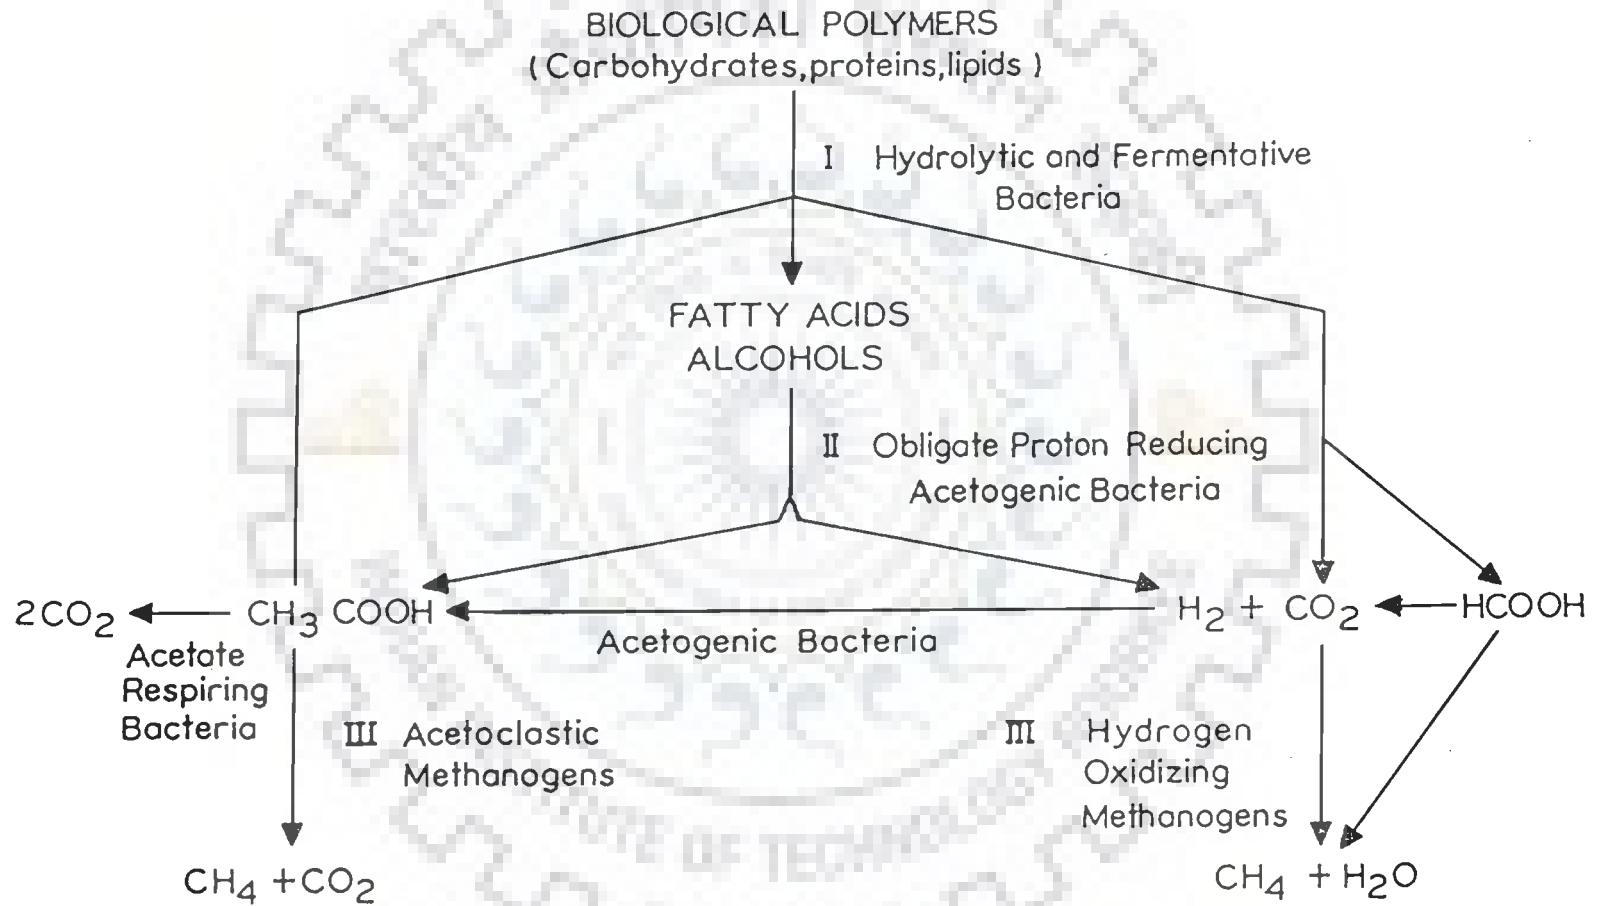 BIOLOGICAL POLYMERS
(Carbohydrates,proteins,lipids)
I Hydrolytic and Fermentative
Bacteria
FATTY ACIDS
ALCOHOLS
II Obligate Proton Reducing
Acetogenic Bacteria
2CO2
CH3 COOH
H2 + CO2
HCOOH
Acetogenic Bacteria
Acetate
Respiring
Bacteria
III Acetoclastic
Methanogens
III Hydrogen
Oxidizing
Methanogens
CH4 +CO2
CH4 + H2O
OF TECHNOLOGY